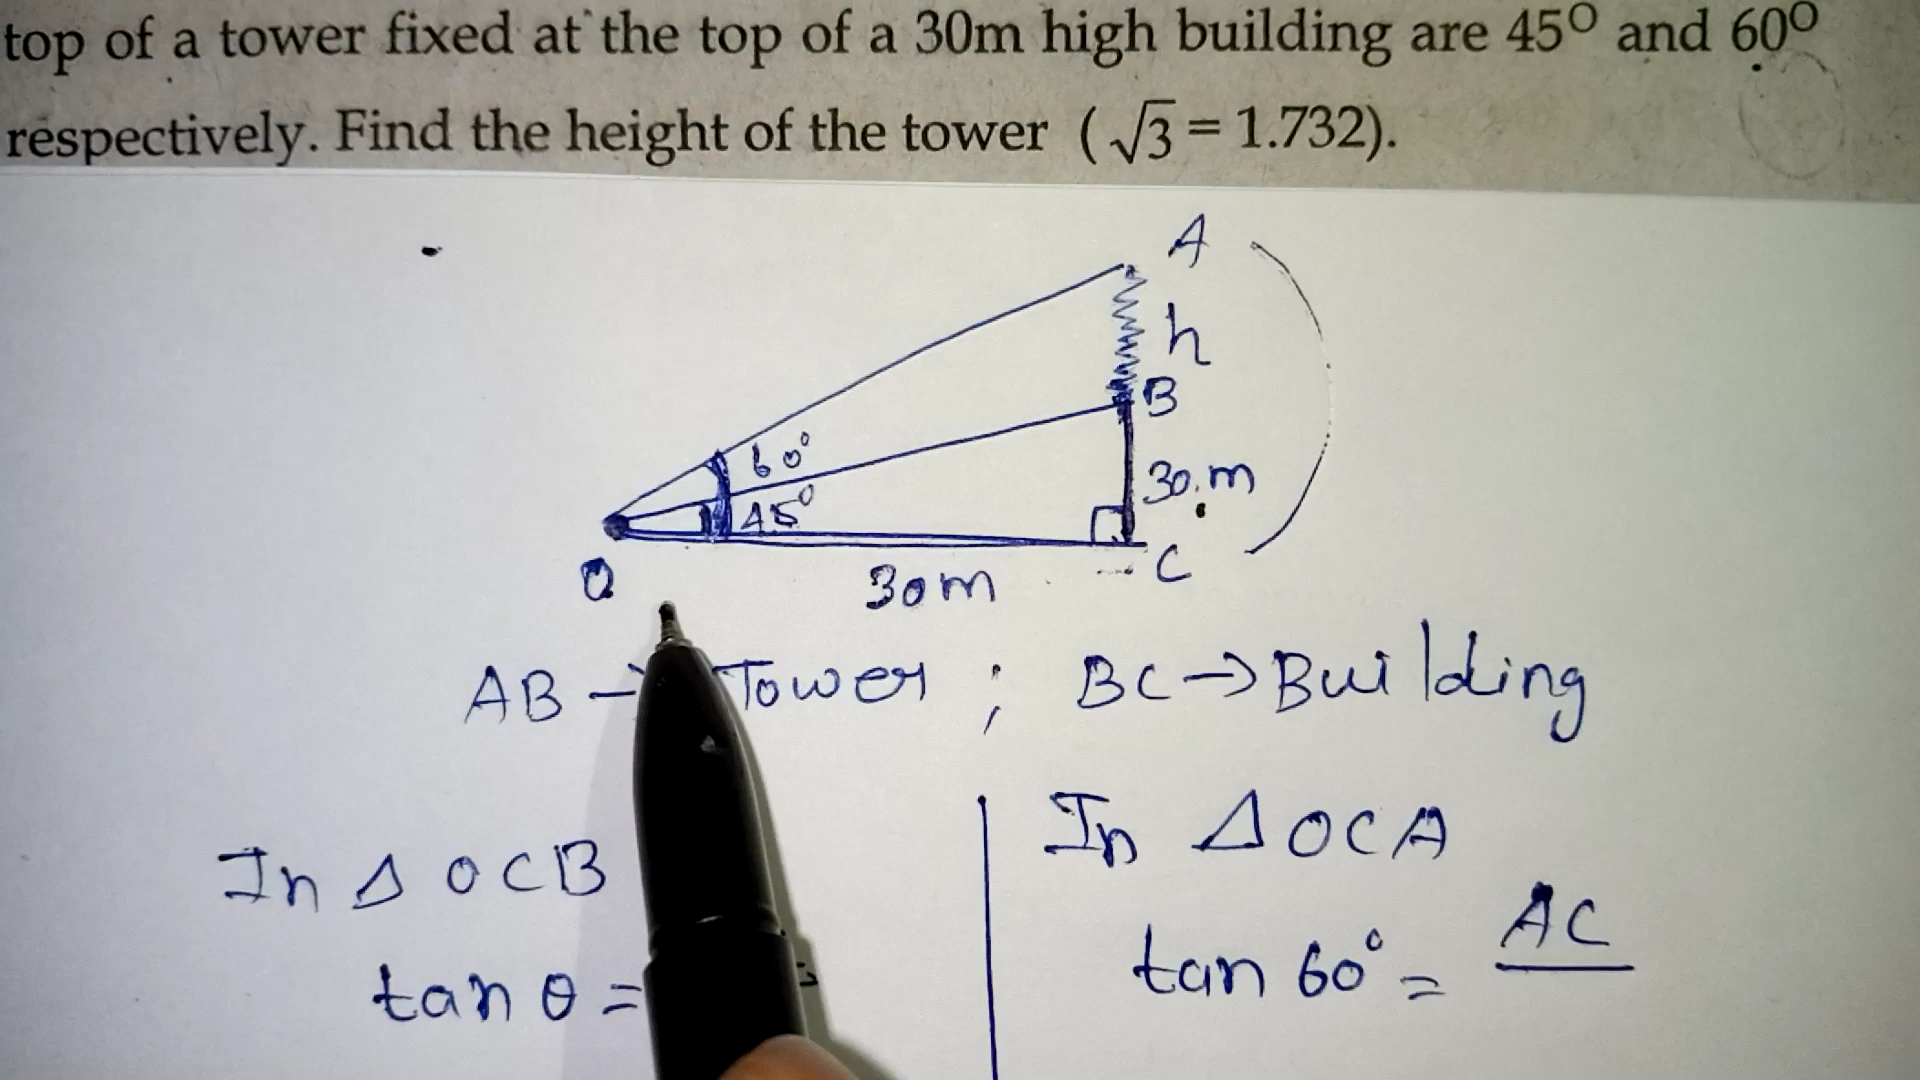 top of a tower fixed at the top of a 30m high building are 45° and 60°
respectively. Find the height of the tower (√3 = 1.732).
A
h
B
60°
30.m
45°
O
30m
C
AB → Tower ; BC → Building
In Δ OCB
In Δ OCA
tan θ =
tan 60° = AC